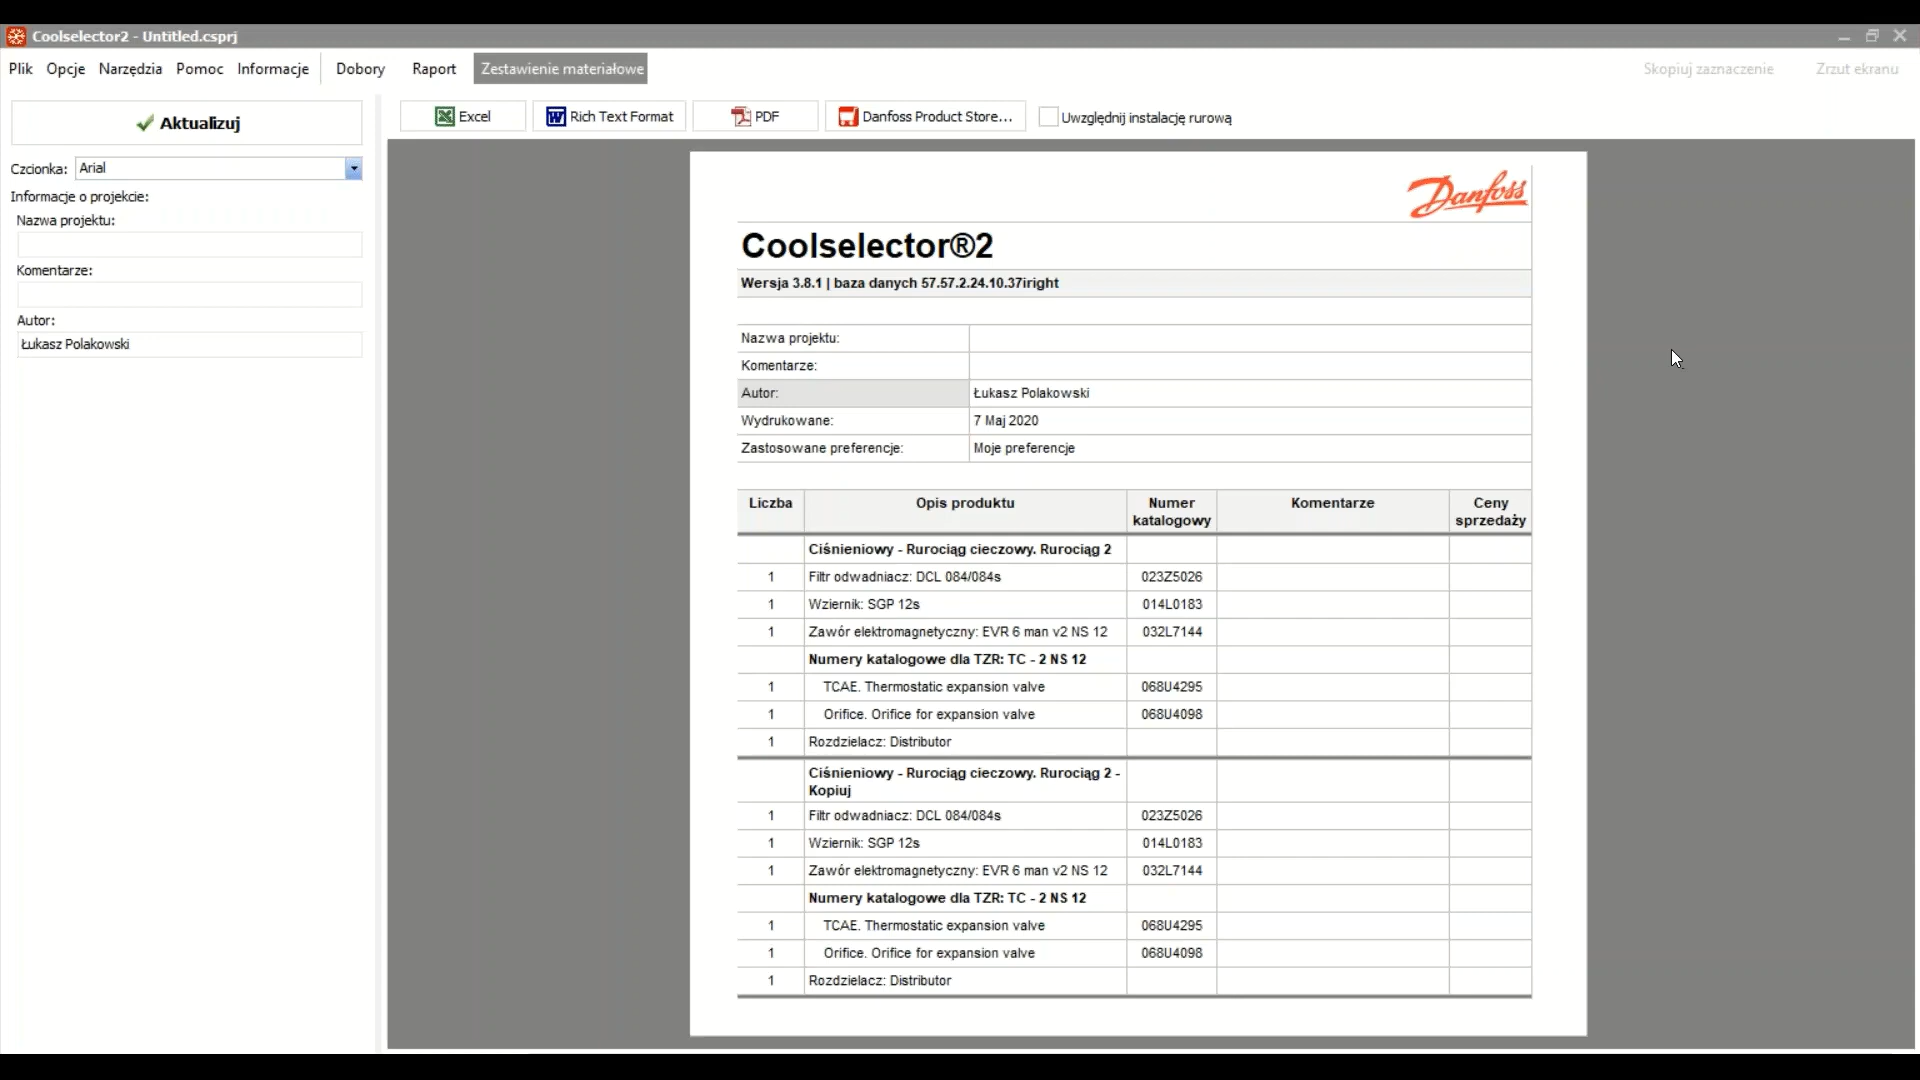 Coolselector2 - Untitled.csprj
Plik Opcje Narzędzia Pomoc Informacje Dobory Raport Zestawienie materiałowe Skopiuj zaznaczenie Zrzut ekranu
Aktualizuj
Excel Rich Text Format PDF Danfoss Product Store... Uwzględnij instalację rurową
Czcionka: Arial
Informacje o projekcie:
Nazwa projektu:
Komentarze:
Autor:
Łukasz Polakowski
Danfoss
Coolselector®2
Wersja 3.8.1 | baza danych 57.57.2.24.10.37iright
Nazwa projektu:
Komentarze:
Autor: Łukasz Polakowski
Wydrukowane: 7 Maj 2020
Zastosowane preferencje: Moje preferencje
Liczba Opis produktu Numer katalogowy Komentarze Ceny sprzedaży
Ciśnieniowy - Rurociąg cieczowy. Rurociąg 2
1 Filtr odwadniacz: DCL 084/084s 023Z5026
1 Wziernik: SGP 12s 014L0183
1 Zawór elektromagnetyczny: EVR 6 man v2 NS 12 032L7144
Numery katalogowe dla TZR: TC - 2 NS 12
1 TCAE. Thermostatic expansion valve 068U4295
1 Orifice. Orifice for expansion valve 068U4098
1 Rozdzielacz: Distributor
Ciśnieniowy - Rurociąg cieczowy. Rurociąg 2 -
Kopiuj
1 Filtr odwadniacz: DCL 084/084s 023Z5026
1 Wziernik: SGP 12s 014L0183
1 Zawór elektromagnetyczny: EVR 6 man v2 NS 12 032L7144
Numery katalogowe dla TZR: TC - 2 NS 12
1 TCAE. Thermostatic expansion valve 068U4295
1 Orifice. Orifice for expansion valve 068U4098
1 Rozdzielacz: Distributor